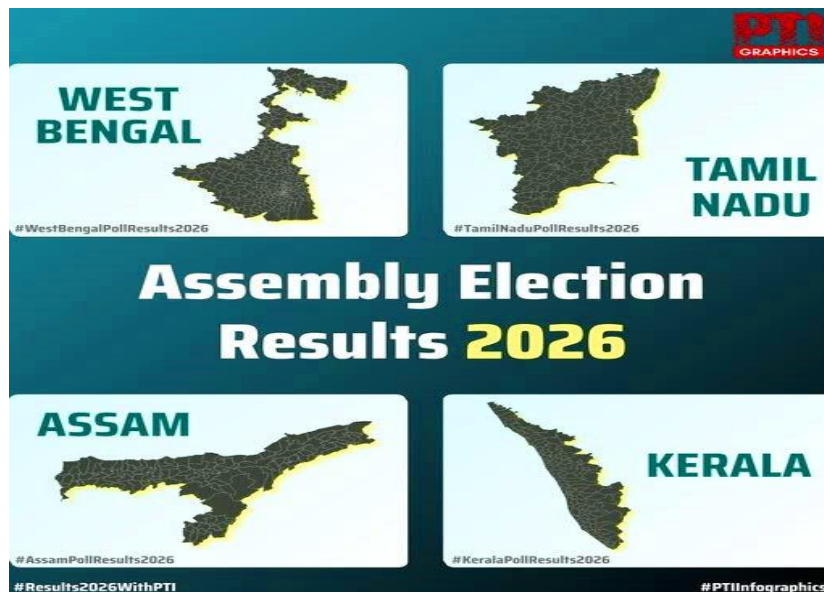 PTI
GRAPHICS
WEST
BENGAL
#WestBengalPollResults2026
TAMIL
NADU
#TamilNaduPollResults2026
Assembly Election
Results 2026
ASSAM
#AssamPollResults2026
KERALA
#KeralaPollResults2026
#Results2026WithPTI
#PTIInfographics